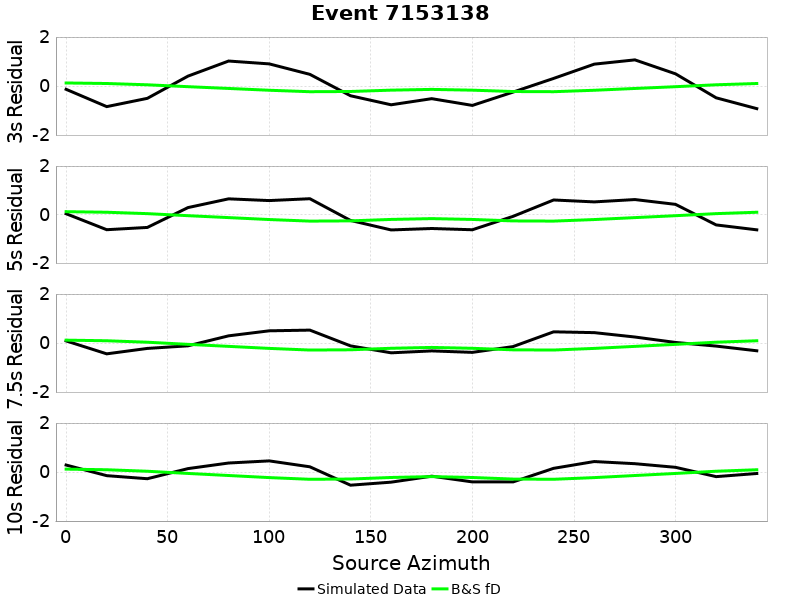 Event 7153138
3s Residual
2
0
-2
5s Residual
2
0
-2
7.5s Residual
2
0
-2
10s Residual
2
0
-2
0 50 100 150 200 250 300
Source Azimuth
Simulated Data B&S fD